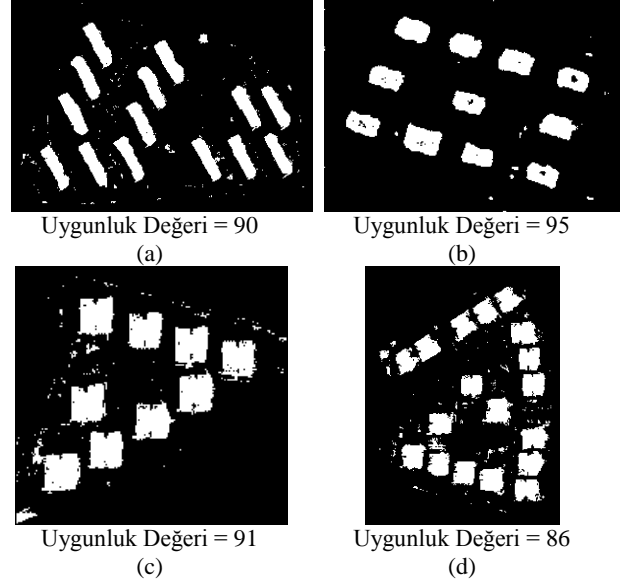 Uygunluk Değeri = 90
(a)
Uygunluk Değeri = 95
(b)
Uygunluk Değeri = 91
(c)
Uygunluk Değeri = 86
(d)